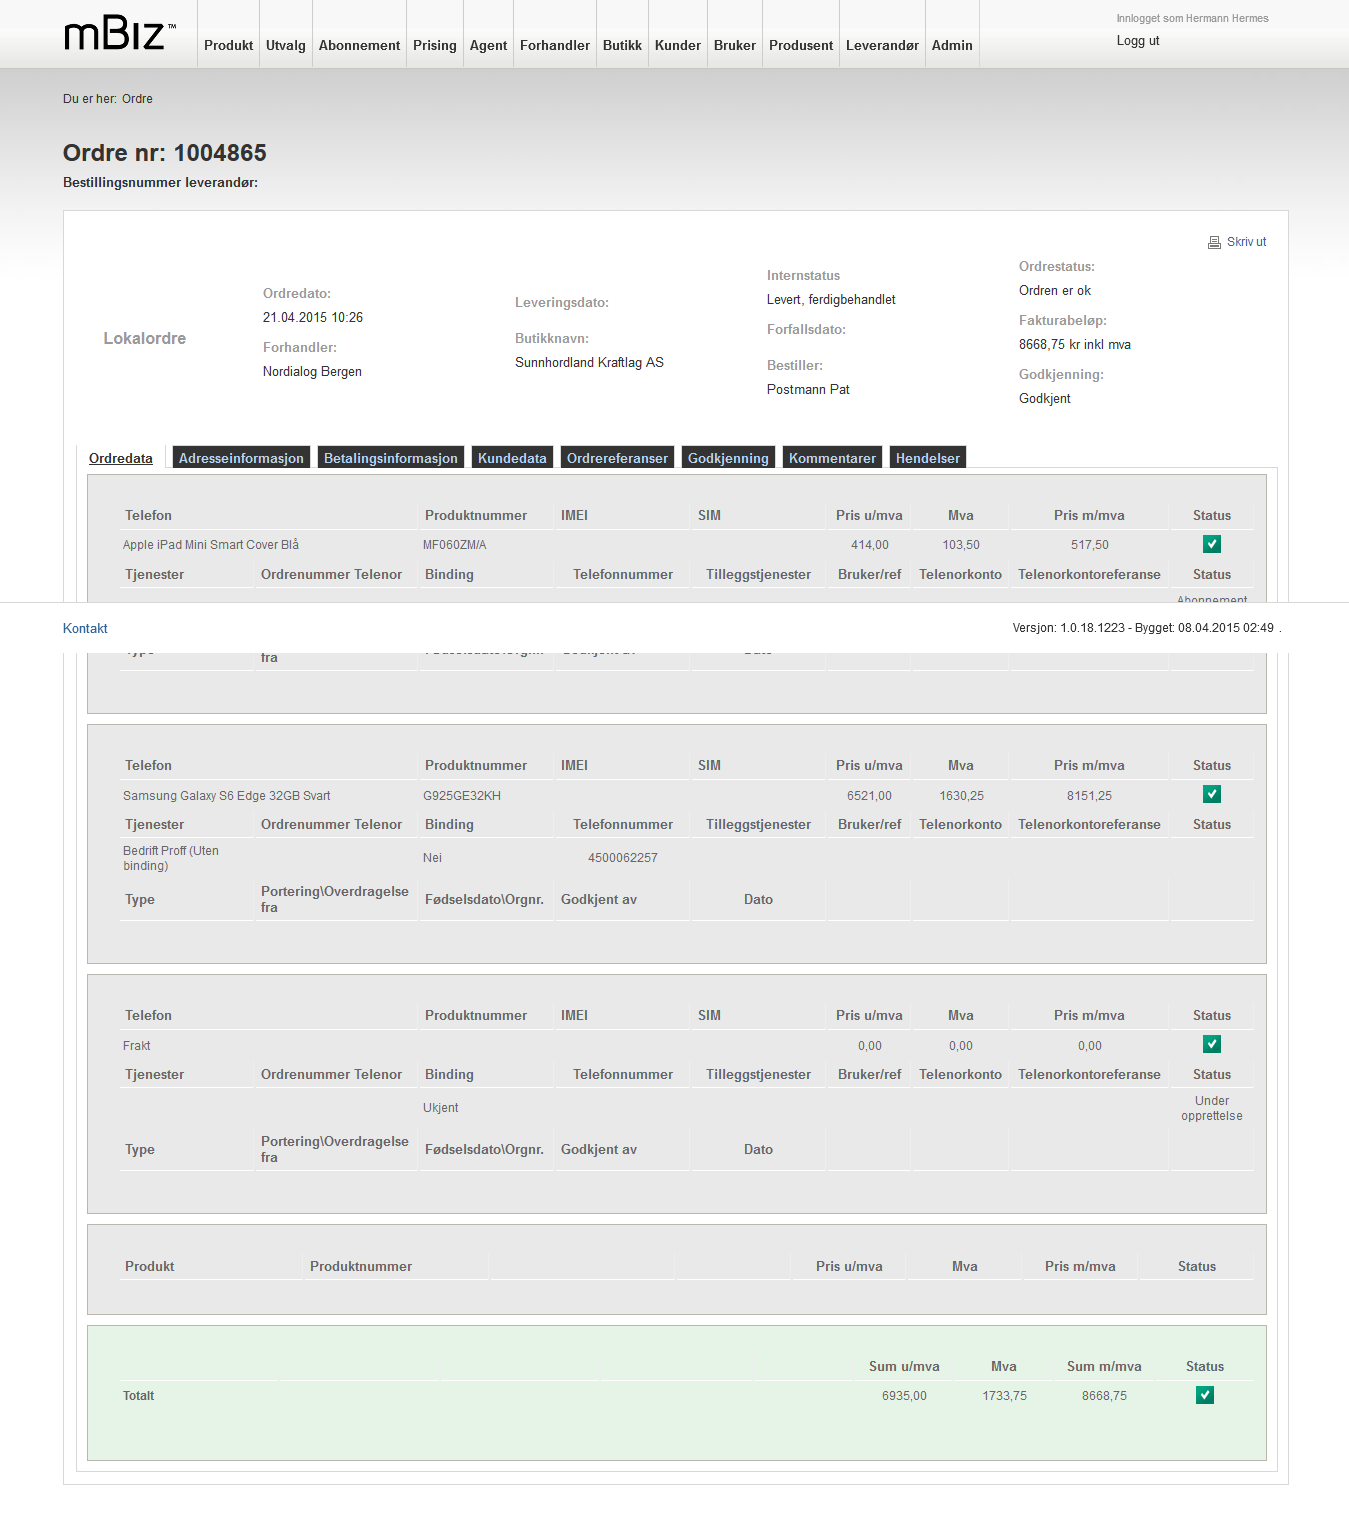 mBiz™
Produkt Utvalg Abonnement Prising Agent Forhandler Butikk Kunder Bruker Produsent Leverandør Admin
Innlogget som Hermann Hermes
Logg ut
Du er her: Ordre
Ordre nr: 1004865
Bestillingsnummer leverandør:
Skriv ut
Lokalordre
Ordredato:
21.04.2015 10:26
Forhandler:
Nordialog Bergen
Leveringsdato:
Butikknavn:
Sunnhordland Kraftlag AS
Internstatus
Levert, ferdigbehandlet
Forfallsdato:
Bestiller:
Postmann Pat
Ordrestatus:
Ordren er ok
Fakturabeløp:
8668,75 kr inkl mva
Godkjenning:
Godkjent
Ordredata Adresseinformasjon Betalingsinformasjon Kundedata Ordrereferanser Godkjenning Kommentarer Hendelser
Telefon Produktnummer IMEI SIM Pris u/mva Mva Pris m/mva Status
Apple iPad Mini Smart Cover Blå MF060ZM/A 414,00 103,50 517,50
Tjenester Ordrenummer Telenor Binding Telefonnummer Tilleggstjenester Bruker/ref Telenorkonto Telenorkontoreferanse Status
Abonnement
Kontakt Versjon: 1.0.18.1223 - Bygget: 08.04.2015 02:49 .
Type fra Fødselsdato\Orgnr. Godkjent av Dato
Telefon Produktnummer IMEI SIM Pris u/mva Mva Pris m/mva Status
Samsung Galaxy S6 Edge 32GB Svart G925GE32KH 6521,00 1630,25 8151,25
Tjenester Ordrenummer Telenor Binding Telefonnummer Tilleggstjenester Bruker/ref Telenorkonto Telenorkontoreferanse Status
Bedrift Proff (Uten
binding) Nei 4500062257
Type Portering\Overdragelse
fra Fødselsdato\Orgnr. Godkjent av Dato
Telefon Produktnummer IMEI SIM Pris u/mva Mva Pris m/mva Status
Frakt 0,00 0,00 0,00
Tjenester Ordrenummer Telenor Binding Telefonnummer Tilleggstjenester Bruker/ref Telenorkonto Telenorkontoreferanse Status
Ukjent Under
opprettelse
Type Portering\Overdragelse
fra Fødselsdato\Orgnr. Godkjent av Dato
Produkt Produktnummer Pris u/mva Mva Pris m/mva Status
Sum u/mva Mva Sum m/mva Status
Totalt 6935,00 1733,75 8668,75